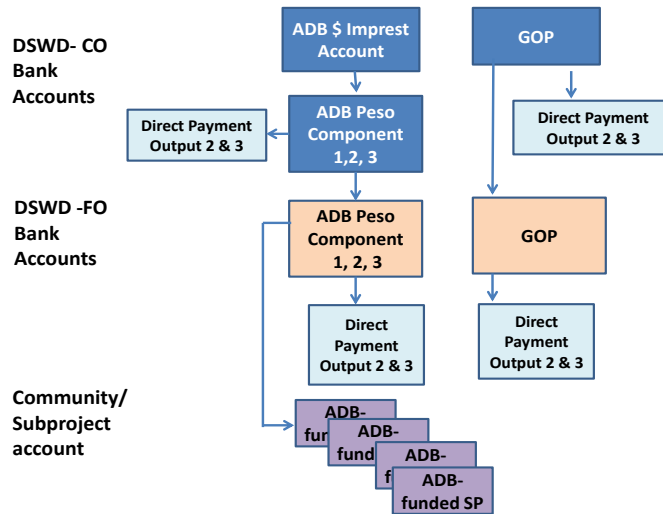 DSWD- CO
Bank
Accounts
ADB $ Imprest
Account
GOP
Direct Payment
Output 2 & 3
ADB Peso
Component
1,2, 3
Direct Payment
Output 2 & 3
DSWD -FO
Bank
Accounts
ADB Peso
Component
1, 2, 3
GOP
Direct
Payment
Output 2 & 3
Direct
Payment
Output 2 & 3
Community/
Subproject
account
ADB-
ADB-
ADB-
ADB-
funded SP